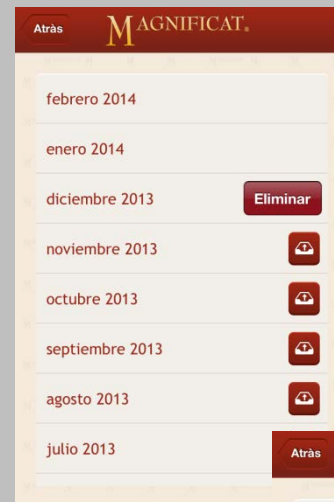 Atràs
MAGNIFICAT®
febrero 2014
enero 2014
diciembre 2013 Eliminar
noviembre 2013
octubre 2013
septiembre 2013
agosto 2013
julio 2013
Atràs